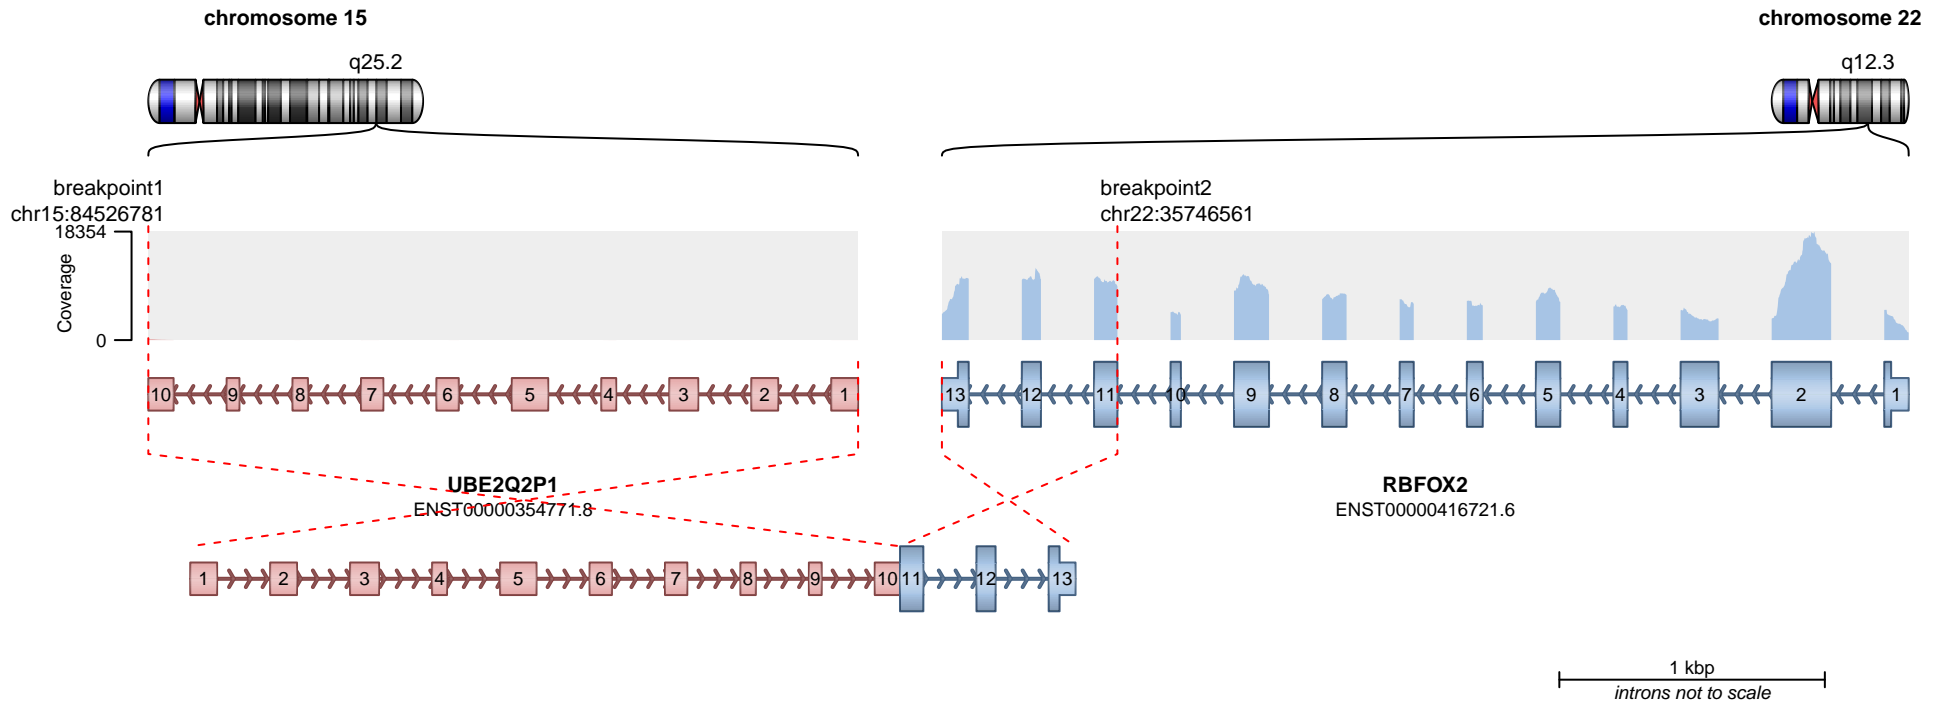 chromosome 15
chromosome 22
q25.2
q12.3
breakpoint1
chr15:84526781
breakpoint2
chr22:35746561
18354
Coverage
0
10 9 8 7 6 5 4 3 2 1
13 12 11 10 9 8 7 6 5 4 3 2 1
UBE2Q2P1
ENST00000354771.8
RBFOX2
ENST00000416721.6
1 2 3 4 5 6 7 8 9 10 11 12 13
1 kbp
introns not to scale